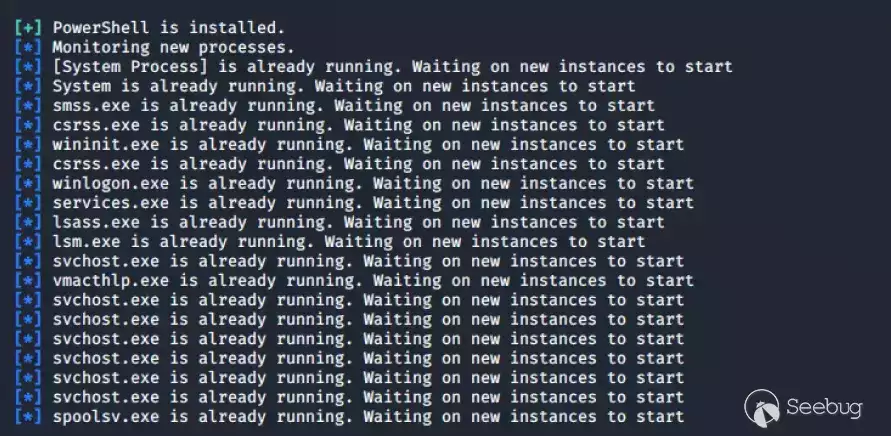 [+] PowerShell is installed.
[*] Monitoring new processes.
[*] [System Process] is already running. Waiting on new instances to start
[*] System is already running. Waiting on new instances to start
[*] smss.exe is already running. Waiting on new instances to start
[*] csrss.exe is already running. Waiting on new instances to start
[*] wininit.exe is already running. Waiting on new instances to start
[*] csrss.exe is already running. Waiting on new instances to start
[*] winlogon.exe is already running. Waiting on new instances to start
[*] services.exe is already running. Waiting on new instances to start
[*] lsass.exe is already running. Waiting on new instances to start
[*] lsm.exe is already running. Waiting on new instances to start
[*] svchost.exe is already running. Waiting on new instances to start
[*] vmacthlp.exe is already running. Waiting on new instances to start
[*] svchost.exe is already running. Waiting on new instances to start
[*] svchost.exe is already running. Waiting on new instances to start
[*] svchost.exe is already running. Waiting on new instances to start
[*] svchost.exe is already running. Waiting on new instances to start
[*] svchost.exe is already running. Waiting on new instances to start
[*] svchost.exe is already running. Waiting on new instances to start
[*] spoolsv.exe is already running. Waiting on new instances to start
Seebug